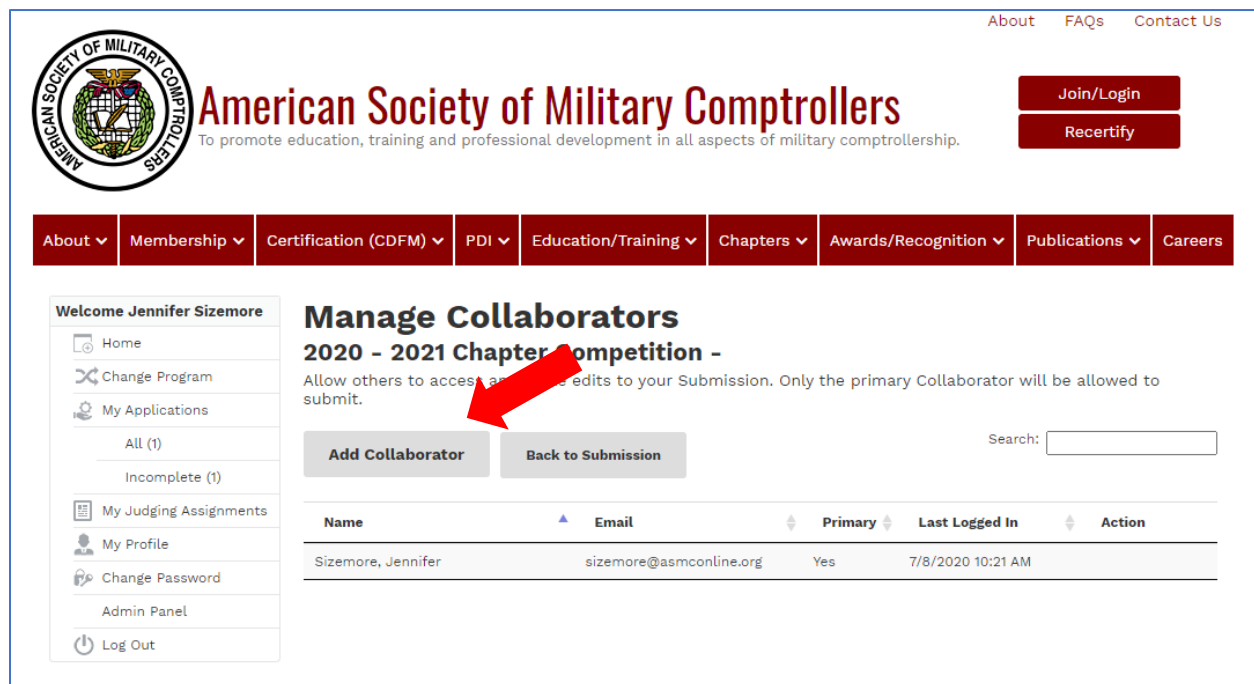 About FAQs Contact Us
AMERICAN SOCIETY OF MILITARY COMPTROLLERS
American Society of Military Comptrollers
To promote education, training and professional development in all aspects of military comptrollership.
Join/Login
Recertify
About Membership Certification (CDFM) PDI Education/Training Chapters Awards/Recognition Publications Careers
Welcome Jennifer Sizemore
Home
Change Program
My Applications
All (1)
Incomplete (1)
My Judging Assignments
My Profile
Change Password
Admin Panel
Log Out
Manage Collaborators
2020 - 2021 Chapter Competition -
Allow others to access edits to your Submission. Only the primary Collaborator will be allowed to
submit.
Add Collaborator Back to Submission Search:
Name Email Primary Last Logged In Action
Sizemore, Jennifer sizemore@asmconline.org Yes 7/8/2020 10:21 AM